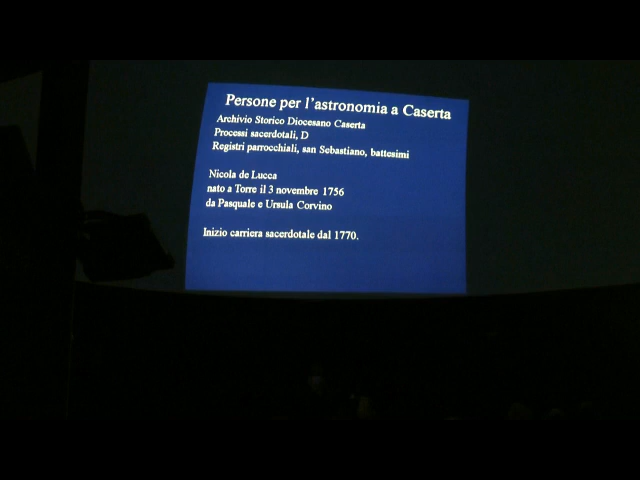 Persone per l'astronomia a Caserta
Archivio Storico Diocesano Caserta
Processi sacerdotali, D
Registri parrocchiali, san Sebastiano, battesimi
Nicola de Lucca
nato a Torre il 3 novembre 1756
da Pasquale e Ursula Corvino
Inizio carriera sacerdotale dal 1770.